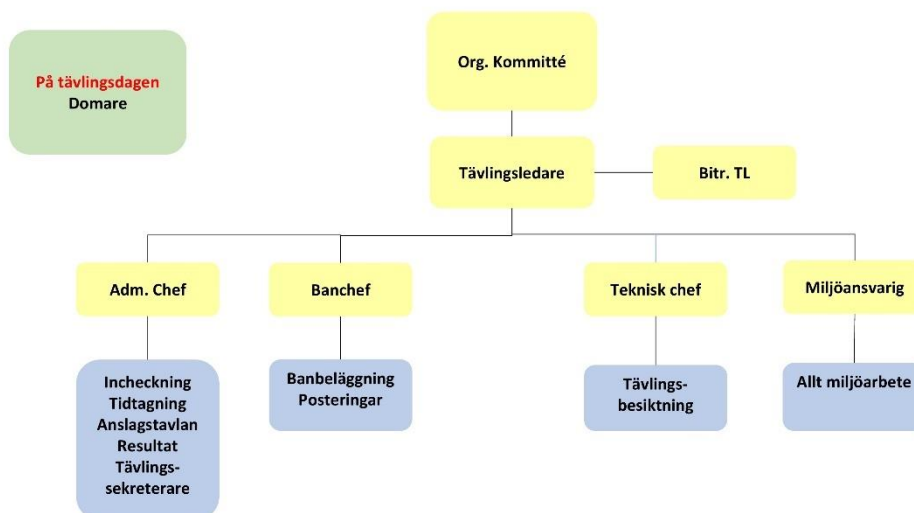 På tävlingsdagen
Domare
Org. Kommitté
Tävlingsledare
Bitr. TL
Adm. Chef
Banchef
Teknisk chef
Miljöansvarig
Incheckning
Tidtagning
Anslagstavlan
Resultat
Tävlings-
sekreterare
Banbeläggning
Posteringar
Tävlings-
besiktning
Allt miljöarbete